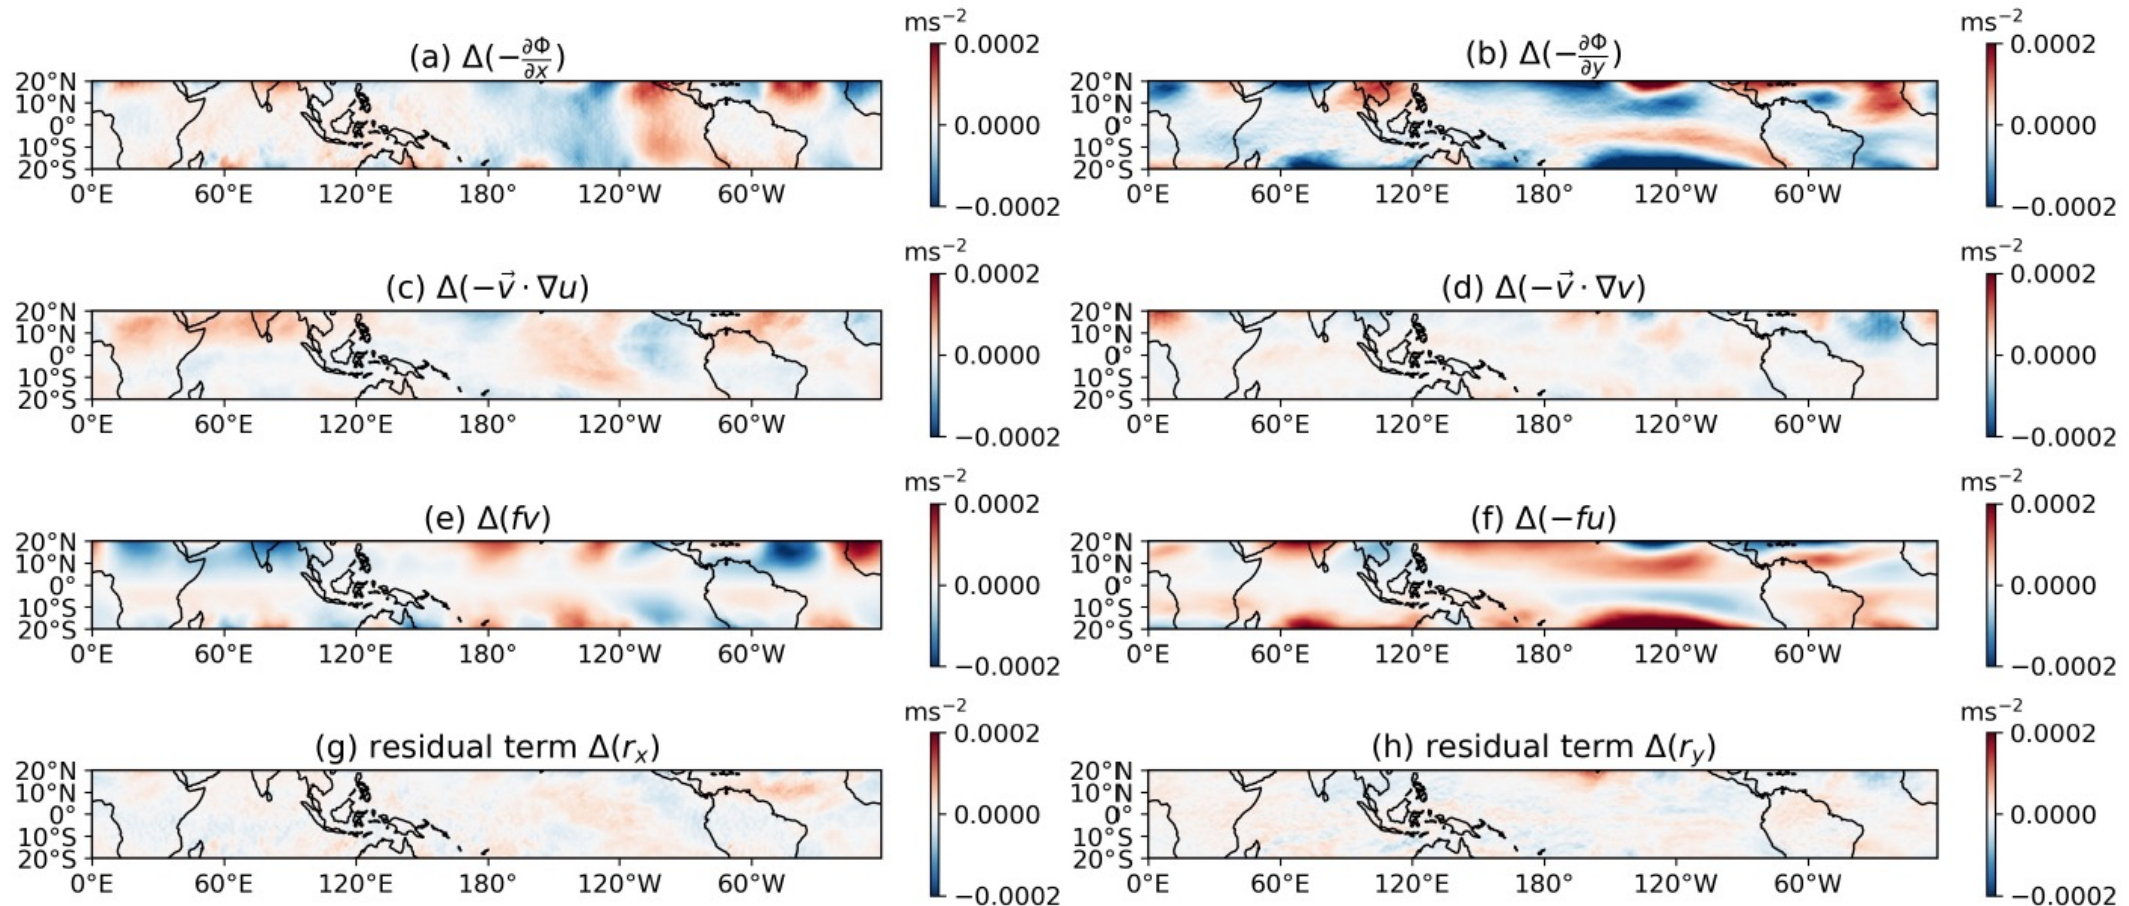 (a) Δ(−∂Φ/∂x)
ms⁻²
0.0002
0.0000
−0.0002
20°N
10°N
0°
10°S
20°S
0°E 60°E 120°E 180° 120°W 60°W
(b) Δ(−∂Φ/∂y)
ms⁻²
0.0002
0.0000
−0.0002
20°N
10°N
0°
10°S
20°S
0°E 60°E 120°E 180° 120°W 60°W
(c) Δ(−v⃗ · ∇u)
ms⁻²
0.0002
0.0000
−0.0002
20°N
10°N
0°
10°S
20°S
0°E 60°E 120°E 180° 120°W 60°W
(d) Δ(−v⃗ · ∇v)
ms⁻²
0.0002
0.0000
−0.0002
20°N
10°N
0°
10°S
20°S
0°E 60°E 120°E 180° 120°W 60°W
(e) Δ(fv)
ms⁻²
0.0002
0.0000
−0.0002
20°N
10°N
0°
10°S
20°S
0°E 60°E 120°E 180° 120°W 60°W
(f) Δ(−fu)
ms⁻²
0.0002
0.0000
−0.0002
20°N
10°N
0°
10°S
20°S
0°E 60°E 120°E 180° 120°W 60°W
(g) residual term Δ(rₓ)
ms⁻²
0.0002
0.0000
−0.0002
20°N
10°N
0°
10°S
20°S
0°E 60°E 120°E 180° 120°W 60°W
(h) residual term Δ(r_y)
ms⁻²
0.0002
0.0000
−0.0002
20°N
10°N
0°
10°S
20°S
0°E 60°E 120°E 180° 120°W 60°W